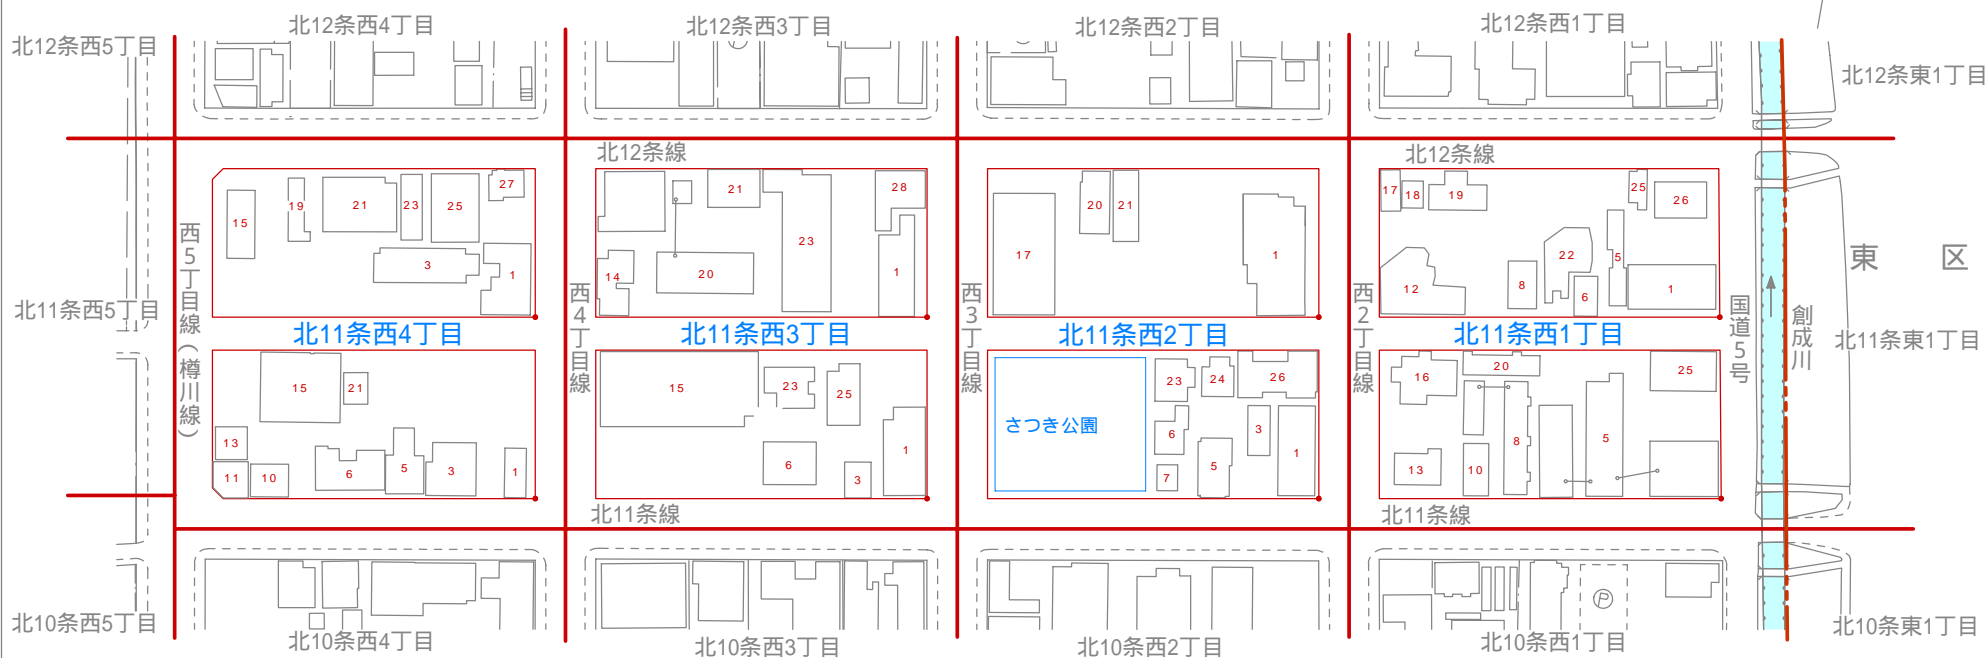 北12条西5丁目
北12条西4丁目
北12条西3丁目
北12条西2丁目
北12条西1丁目
北12条東1丁目
北12条線
北12条線
15
19
21
23
25
27
3
1
21
28
14
20
23
1
17
20
21
1
17
18
19
25
26
12
8
22
6
5
1
西5丁目線(樽川線)
西4丁目線
西3丁目線
西2丁目線
国道5号
創成川
東 区
北11条西5丁目
北11条西4丁目
北11条西3丁目
北11条西2丁目
北11条西1丁目
北11条東1丁目
15
21
13
11
10
6
5
3
1
15
23
25
6
3
1
さつき公園
23
24
26
6
3
7
5
1
16
20
25
13
10
8
5
北11条線
北11条線
P
北10条西5丁目
北10条西4丁目
北10条西3丁目
北10条西2丁目
北10条西1丁目
北10条東1丁目